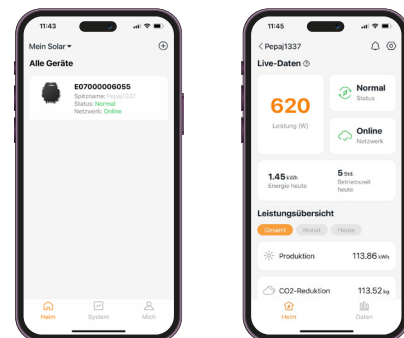 11:43
Mein Solar
Alle Geräte
E07000006055
Spitzname: Pepaj1337
Status: Normal
Netzwerk: Online
Heim
System
Mich
11:45
Pepaj1337
Live-Daten
620
Leistung (W)
Normal
Status
Online
Netzwerk
1.45 kWh
Energie heute
5 Std.
Betriebszeit
heute
Leistungsübersicht
Gesamt
Monat
Heute
Produktion
113.86 kWh
CO2-Reduktion
113.52 kg
Heim
Daten